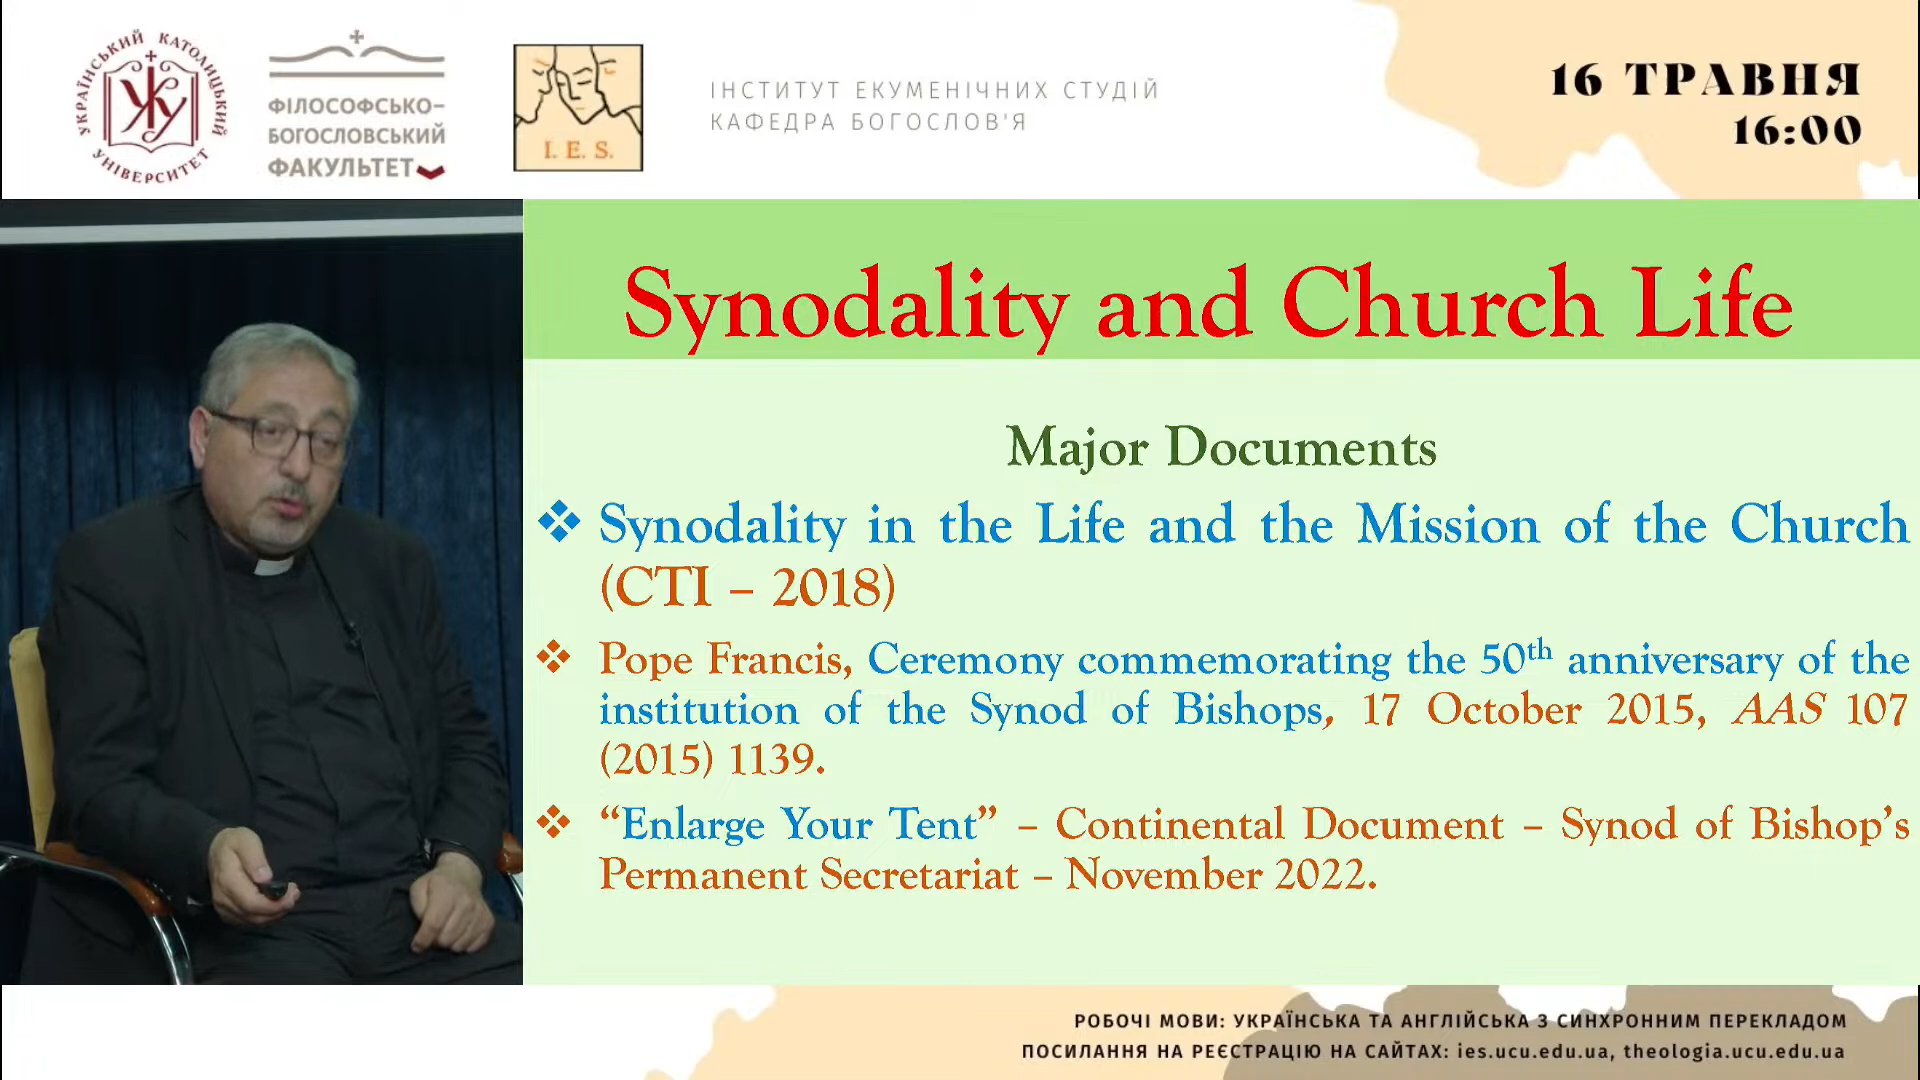 УКРАЇНСЬКИЙ КАТОЛИЦЬКИЙ УНІВЕРСИТЕТ
ФІЛОСОФСЬКО-
БОГОСЛОВСЬКИЙ
ФАКУЛЬТЕТ
I. E. S.
ІНСТИТУТ ЕКУМЕНІЧНИХ СТУДІЙ
КАФЕДРА БОГОСЛОВ'Я
16 ТРАВНЯ
16:00
Synodality and Church Life
Major Documents
❖ Synodality in the Life and the Mission of the Church
(CTI – 2018)
❖ Pope Francis, Ceremony commemorating the 50th anniversary of the
institution of the Synod of Bishops, 17 October 2015, AAS 107
(2015) 1139.
❖ “Enlarge Your Tent” – Continental Document – Synod of Bishop’s
Permanent Secretariat – November 2022.
РОБОЧІ МОВИ: УКРАЇНСЬКА ТА АНГЛІЙСЬКА З СИНХРОННИМ ПЕРЕКЛАДОМ
ПОСИЛАННЯ НА РЕЄСТРАЦІЮ НА САЙТАХ: ies.ucu.edu.ua, theologia.ucu.edu.ua